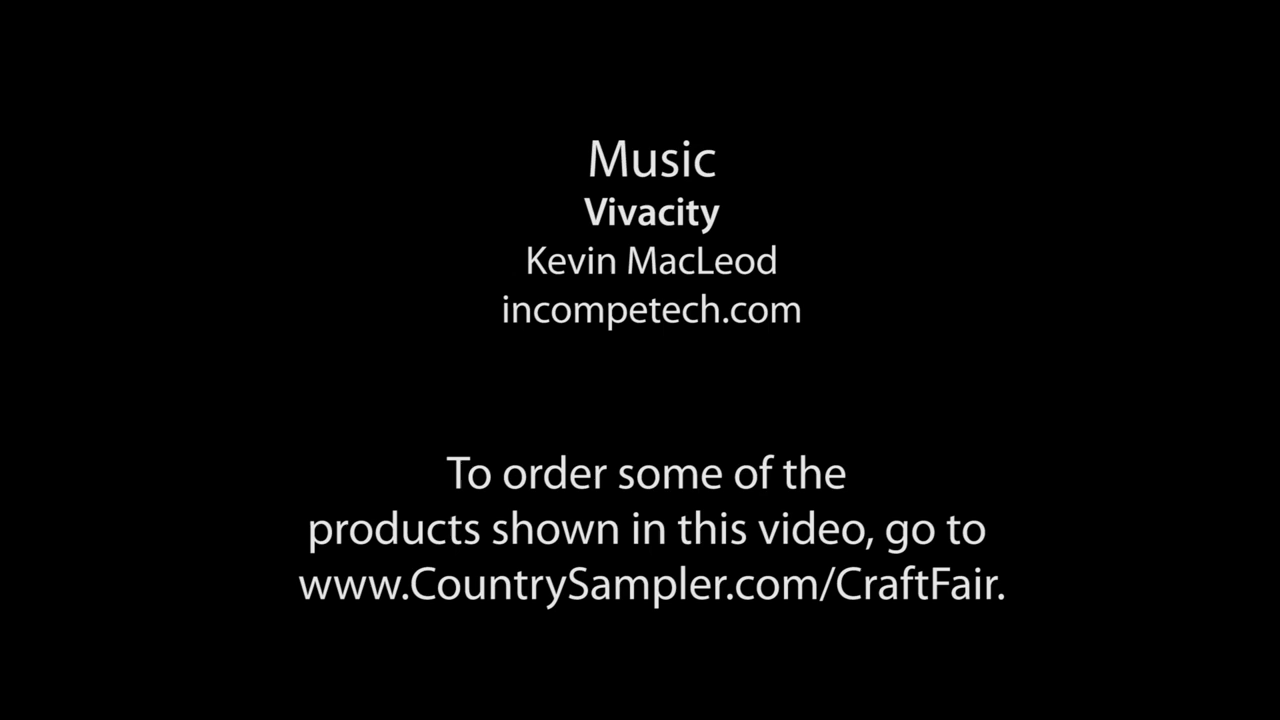 Music
Vivacity
Kevin MacLeod
incompetech.com
To order some of the
products shown in this video, go to
www.CountrySampler.com/CraftFair.